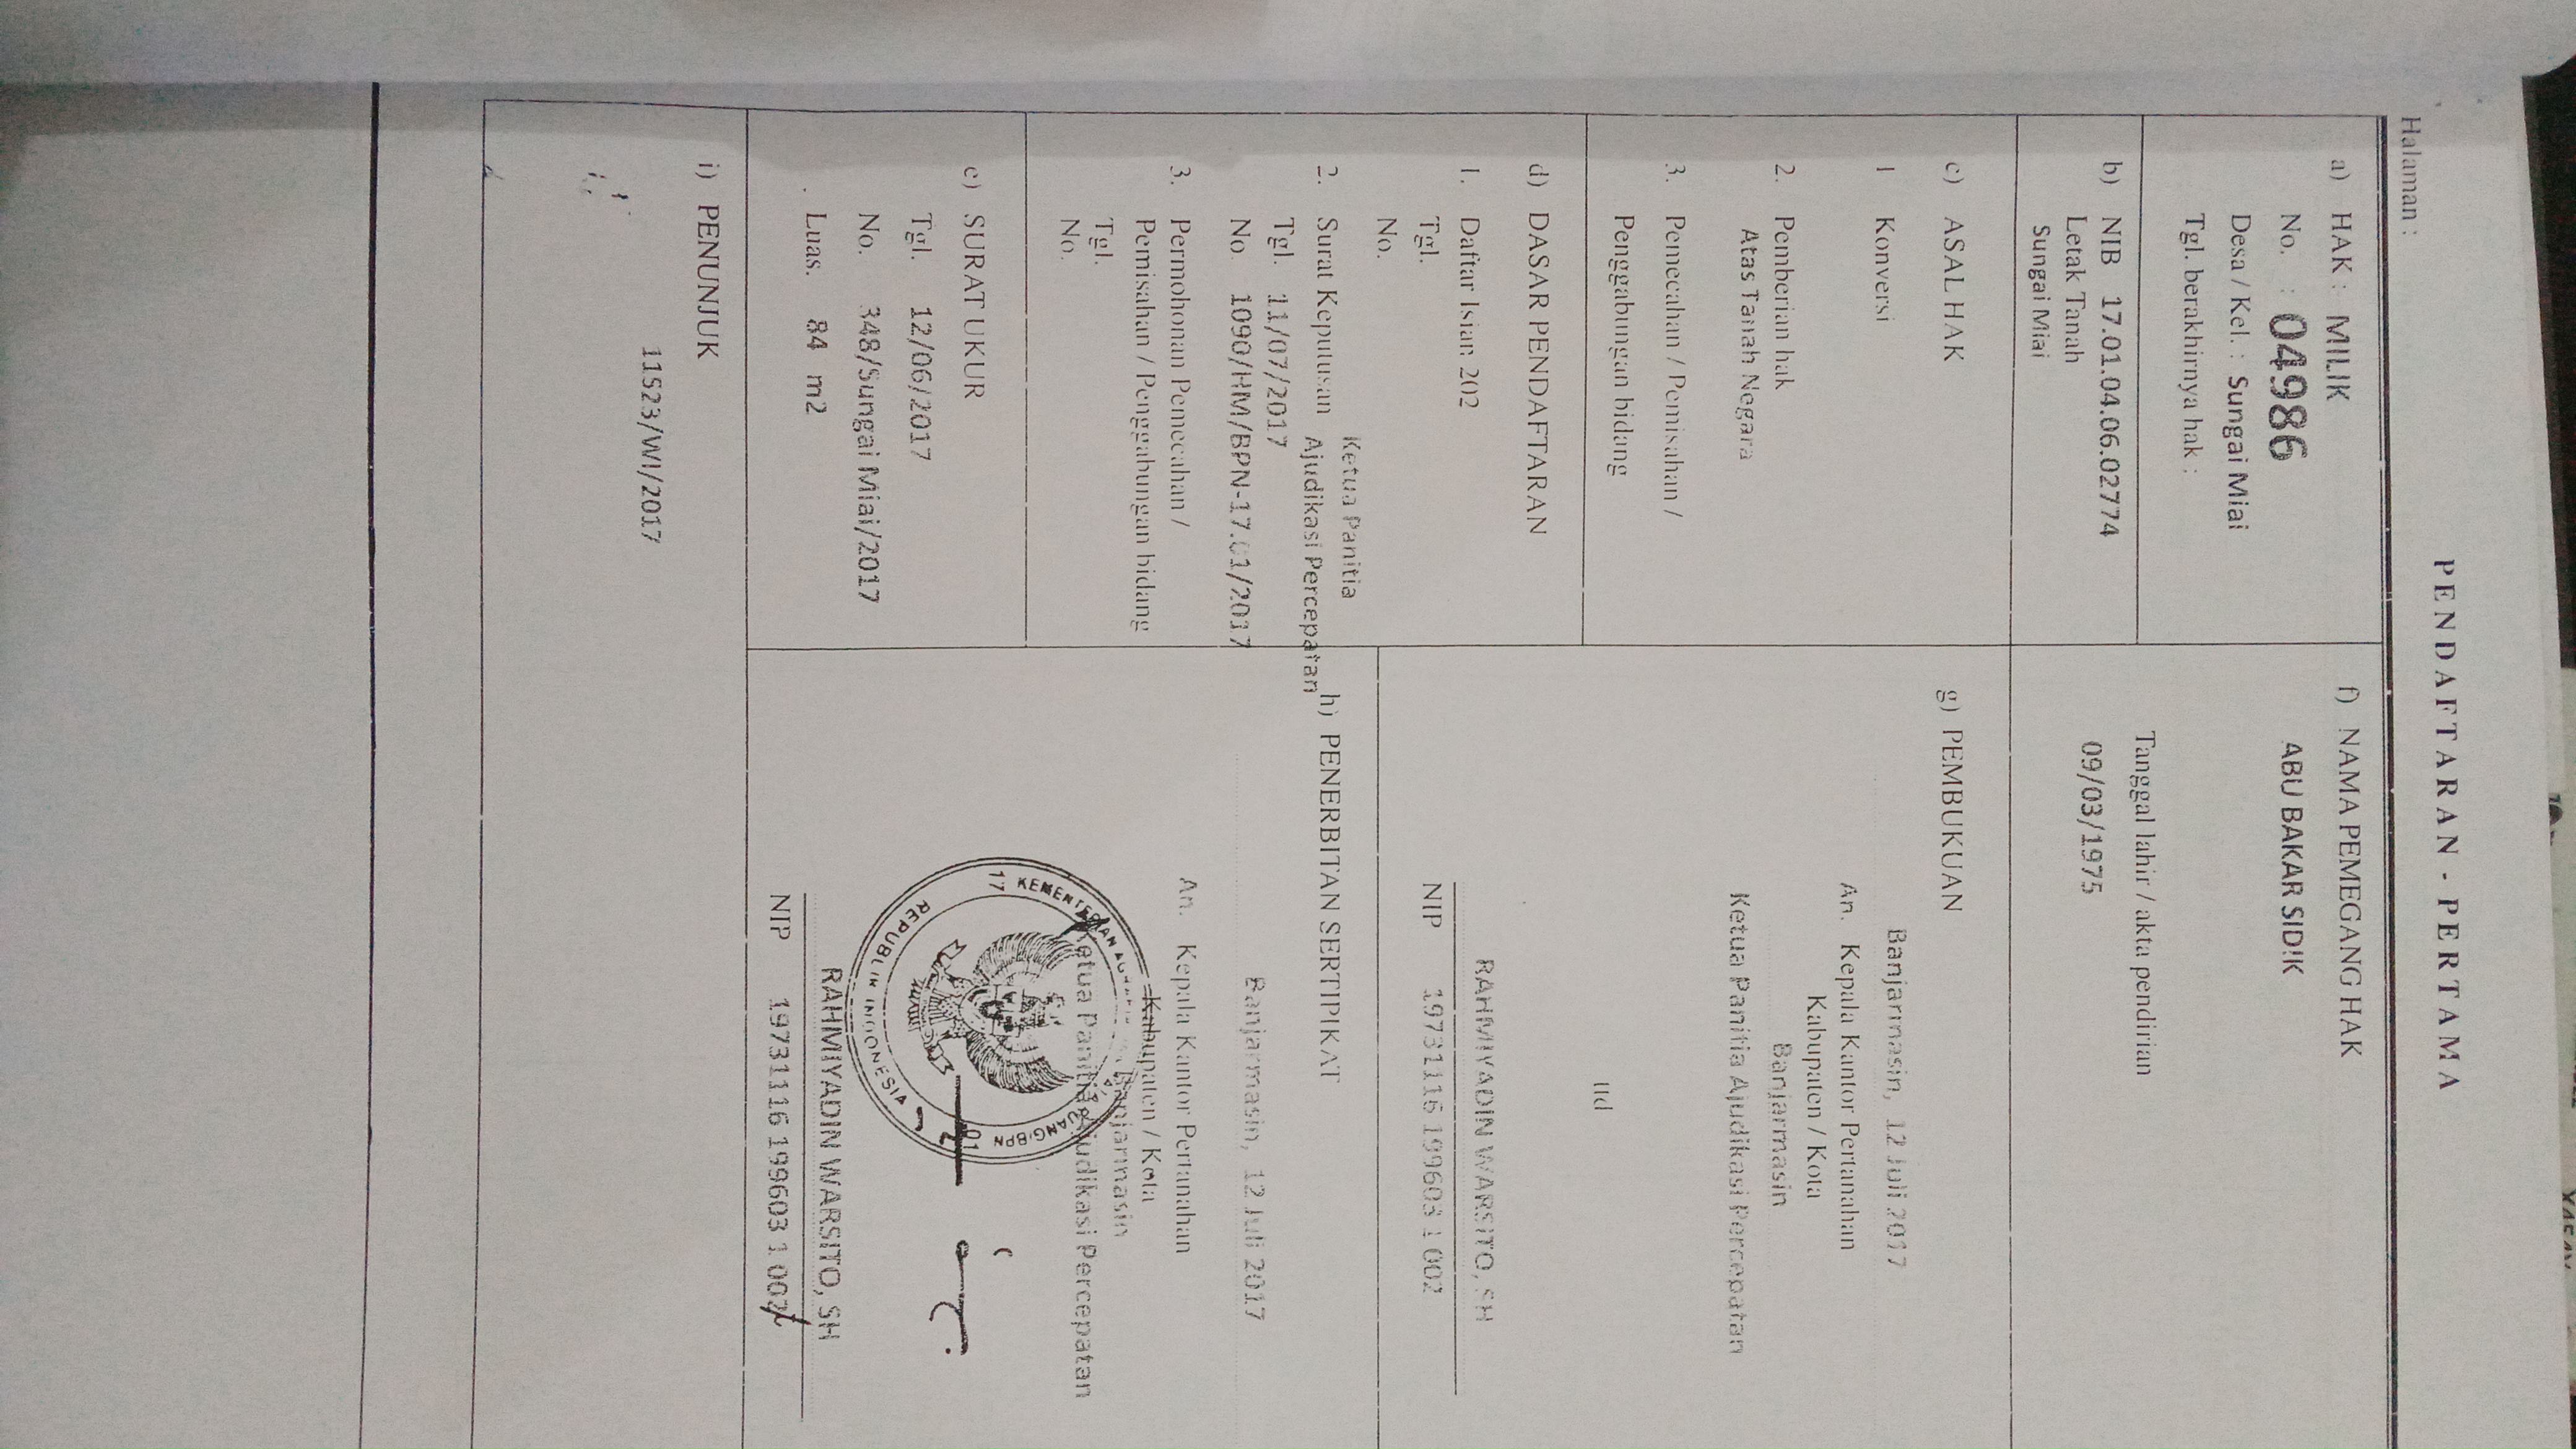 Halaman :
PENDAFTARAN - PERTAMA
a) HAK : MILIK
No. : 04986
Desa / Kel. : Sungai Miai
Tgl. berakhirnya hak :
b) NIB 17.01.04.06.02774
Letak Tanah
Sungai Miai
c) ASAL HAK
1 Konversi
2. Pemberian hak
Atas Tanah Negara
3. Pemecahan / Pemisahan /
Penggabungan bidang
d) DASAR PENDAFTARAN
1. Daftar Isian 202
Tgl.
No.
Ketua Panitia
2. Surat Keputusan Ajudikasi Percepatan
Tgl. 11/07/2017
No 1090/HM/BPN-17.01/2017
3. Permohonan Pemecahan /
Pemisahan / Penggabungan bidang
Tgl.
No.
e) SURAT UKUR
Tgl. 12/06/2017
No. 348/Sungai Miai/2017
Luas. 84 m2
f) NAMA PEMEGANG HAK
ABU BAKAR SIDIK
Tanggal lahir / akta pendirian
09/03/1975
g) PEMBUKUAN
Banjarmasin, 12 Juli 2017
An. Kepala Kantor Pertanahan
Kabupaten / Kota
Banjarmasin
Ketua Panitia Ajudikasi Percepatan
ttd
RAHMIYADIN WARSITO, SH
NIP 19731116 199603 1 002
h) PENERBITAN SERTIPIKAT
Banjarmasin, 12 Juli 2017
An. Kepala Kantor Pertanahan
Kabupaten / Kota
Banjarmasin
Ketua Panitia Ajudikasi Percepatan
REPUBLIK INDONESIA
RAHMIYADIN WARSITO, SH
NIP 19731116 199603 1 002
i) PENUNJUK
11523/WI/2017